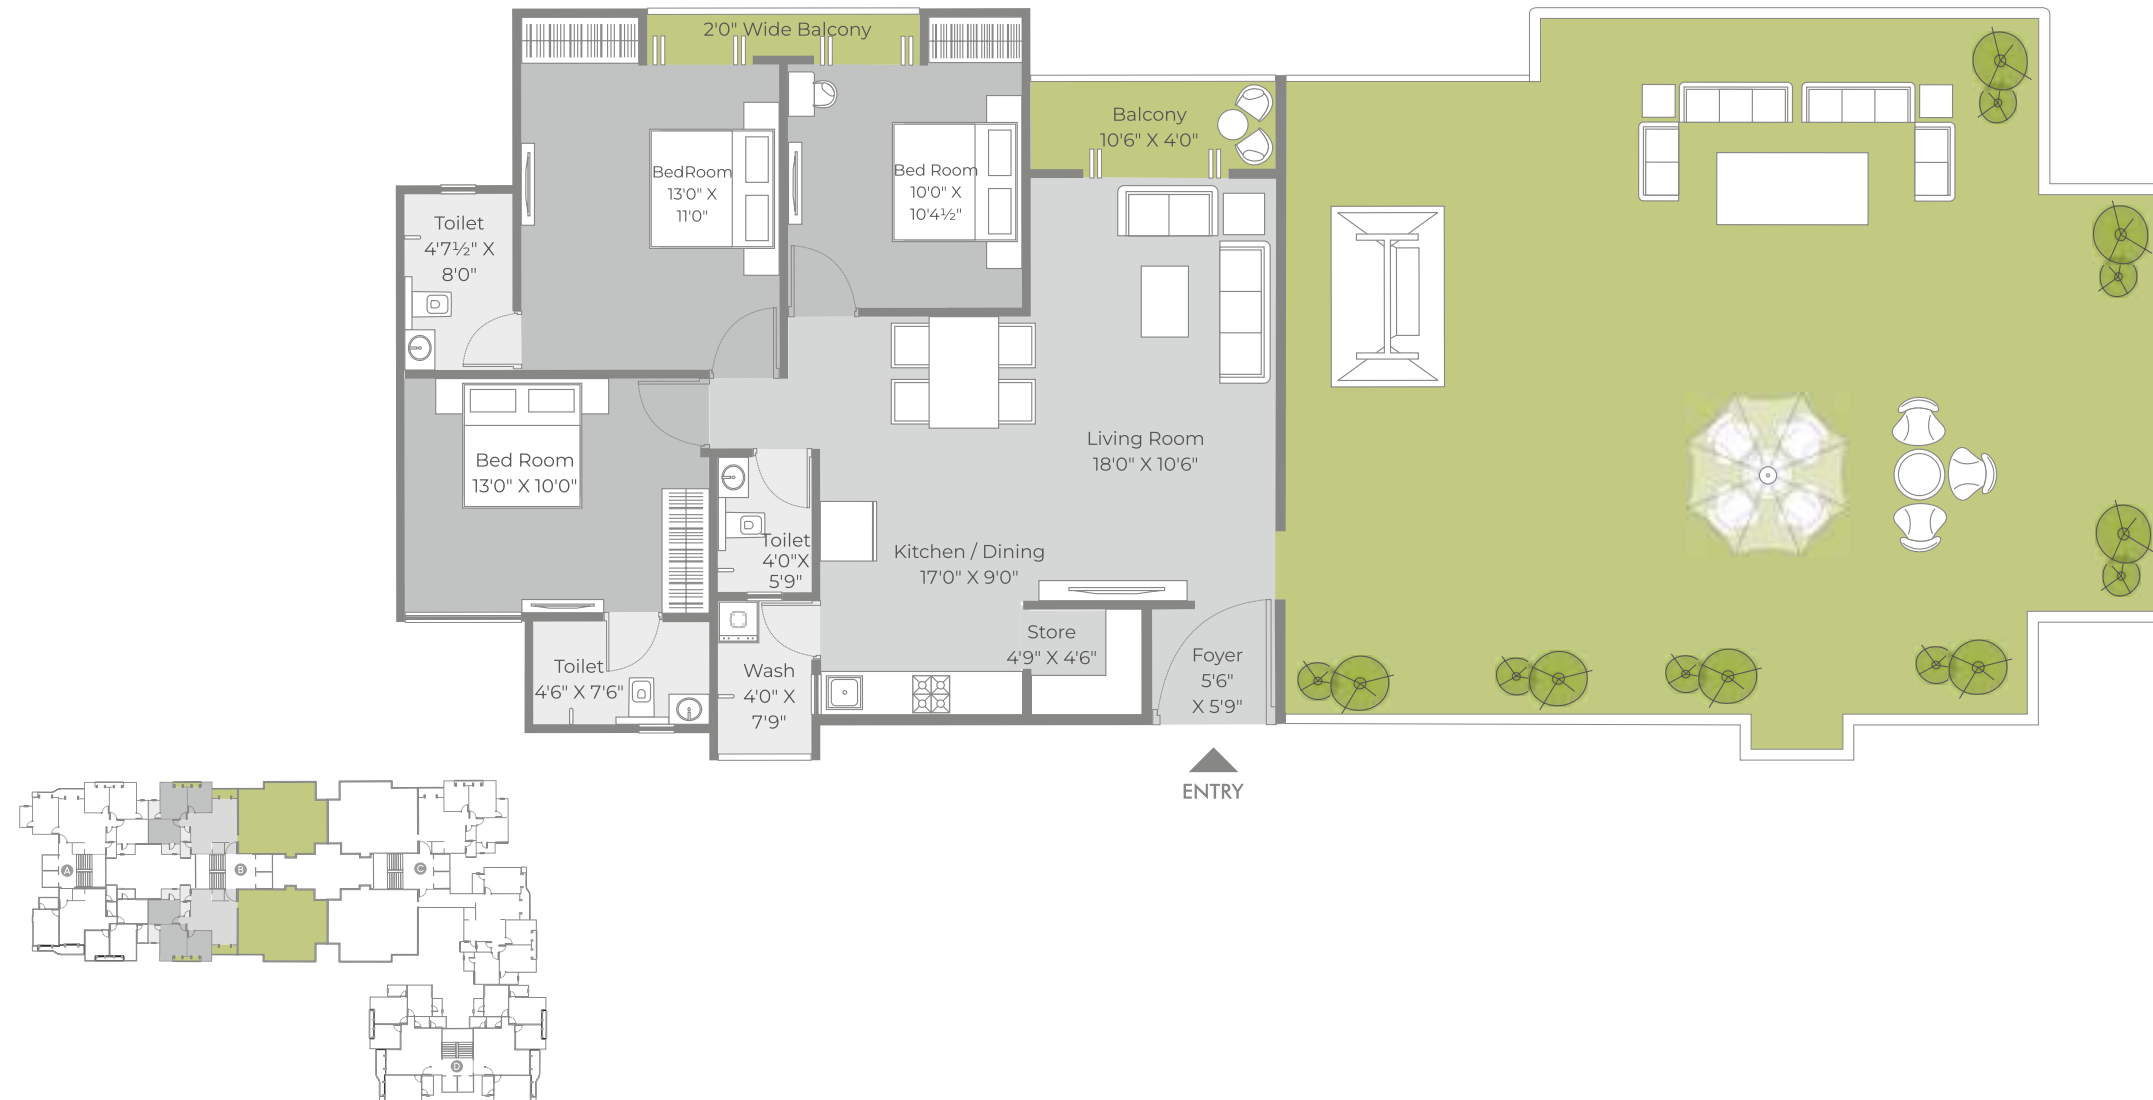 2'0" Wide Balcony
Balcony
10'6" X 4'0"
BedRoom
13'0" X
11'0"
Bed Room
10'0" X
10'4½"
Toilet
4'7½" X
8'0"
Living Room
18'0" X 10'6"
Bed Room
13'0" X 10'0"
Toilet
4'0"X
5'9"
Kitchen / Dining
17'0" X 9'0"
Store
4'9" X 4'6"
Foyer
5'6"
X 5'9"
Toilet
4'6" X 7'6"
Wash
4'0" X
7'9"
ENTRY
A
B
C
D